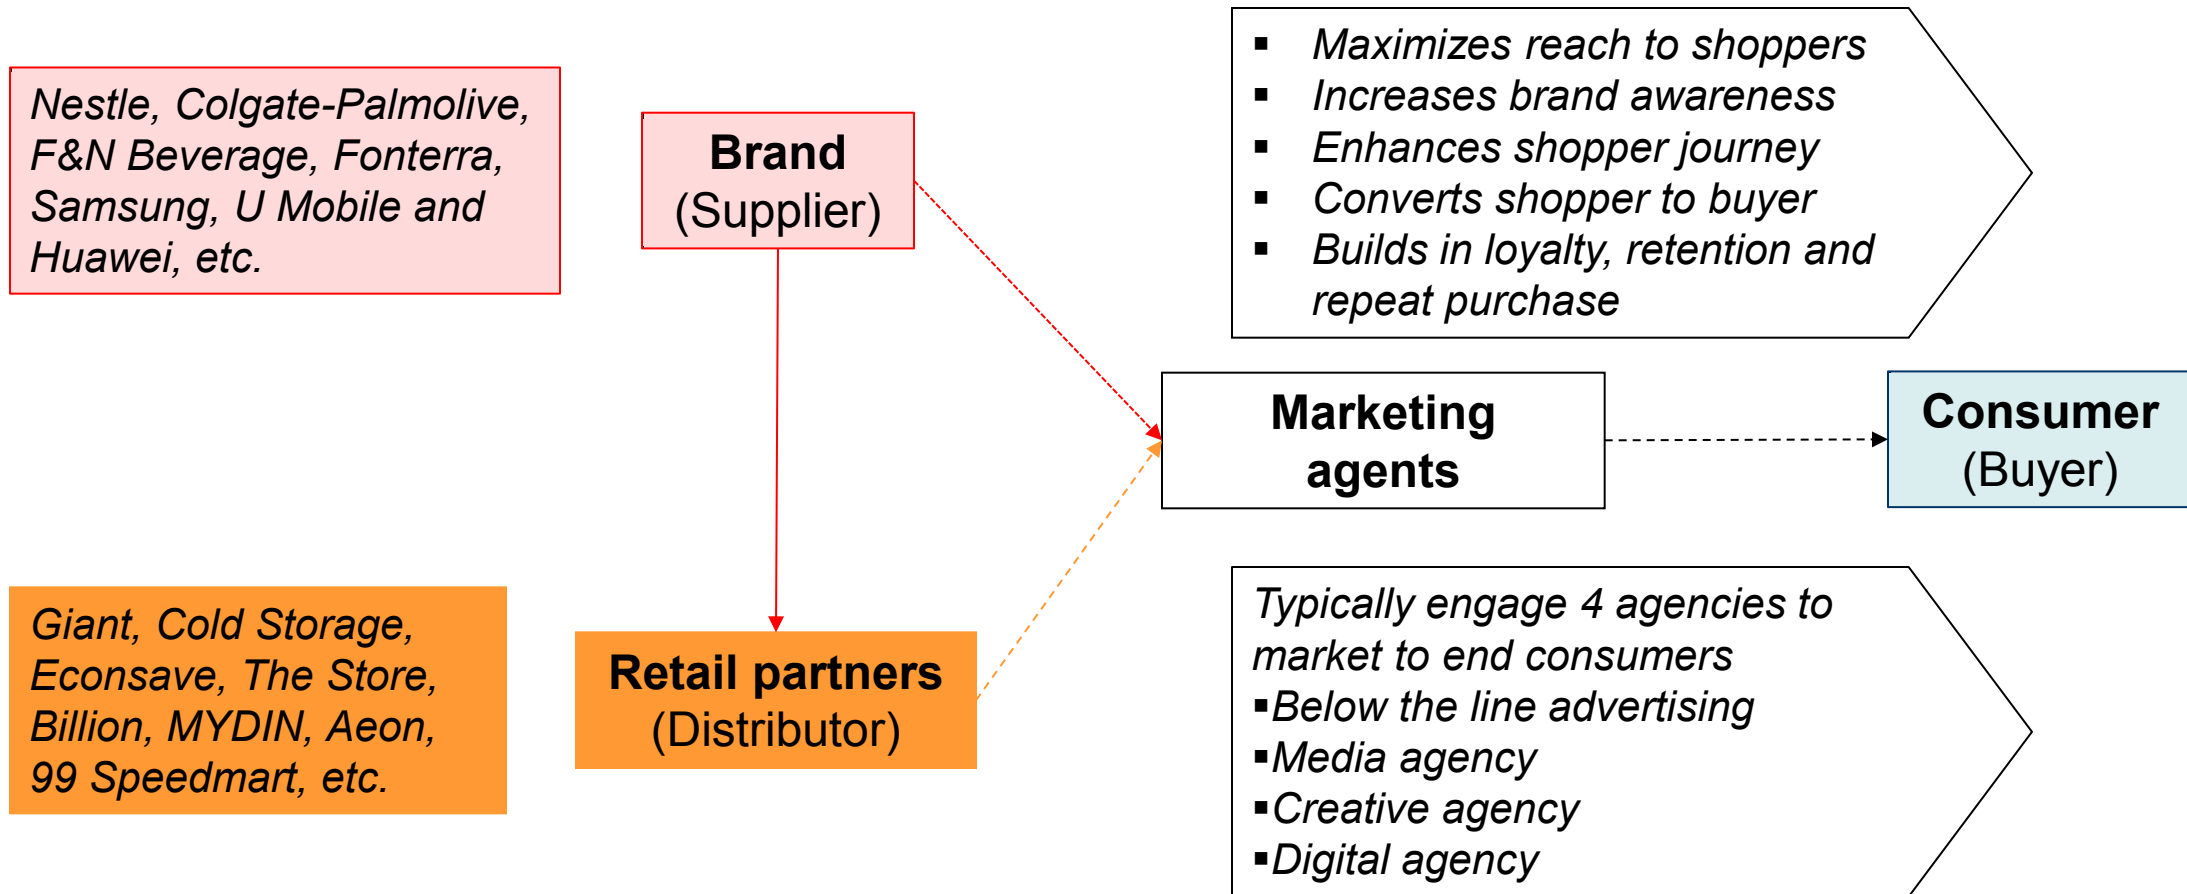 Nestle, Colgate-Palmolive,
F&N Beverage, Fonterra,
Samsung, U Mobile and
Huawei, etc.
Brand
(Supplier)
▪ Maximizes reach to shoppers
▪ Increases brand awareness
▪ Enhances shopper journey
▪ Converts shopper to buyer
▪ Builds in loyalty, retention and
repeat purchase
Marketing
agents
Consumer
(Buyer)
Giant, Cold Storage,
Econsave, The Store,
Billion, MYDIN, Aeon,
99 Speedmart, etc.
Retail partners
(Distributor)
Typically engage 4 agencies to
market to end consumers
▪Below the line advertising
▪Media agency
▪Creative agency
▪Digital agency